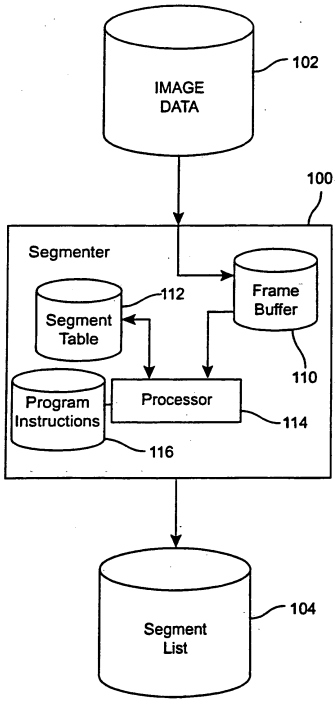 IMAGE
DATA
102
100
Segmenter
112
Segment
Table
Frame
Buffer
110
Program
Instructions
Processor
114
116
Segment
List
104